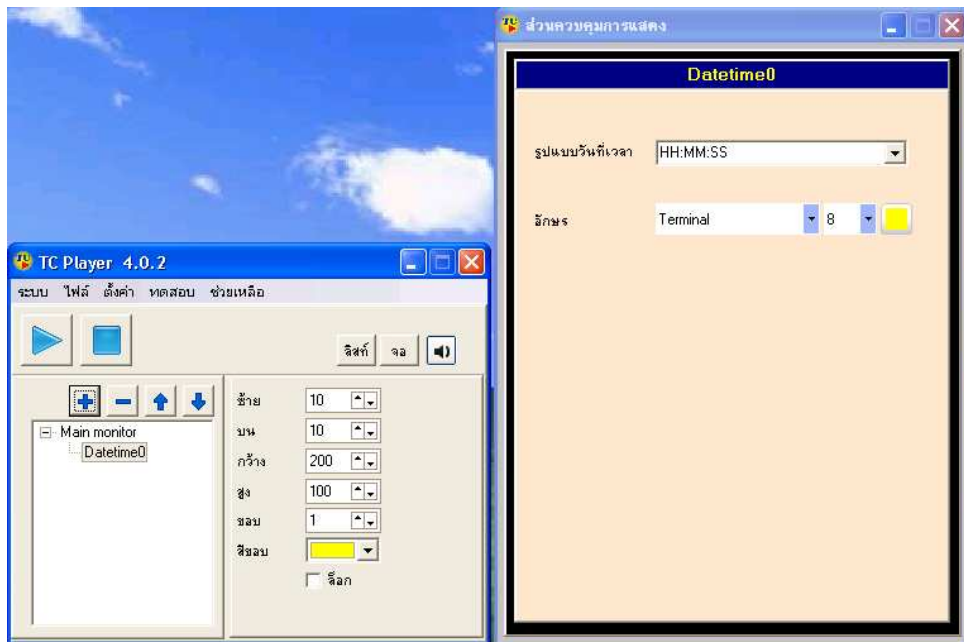 ส่วนควบคุมการแสดง
Datetime0
รูปแบบวันที่เวลา HH:MM:SS
อักษร Terminal 8
TC Player 4.0.2
ระบบ ไฟล์ ตั้งค่า ทดสอบ ช่วยเหลือ
ลิสท์ จอ
Main monitor
Datetime0
ซ้าย 10
บน 10
กว้าง 200
สูง 100
ขอบ 1
สีขอบ
ล็อก